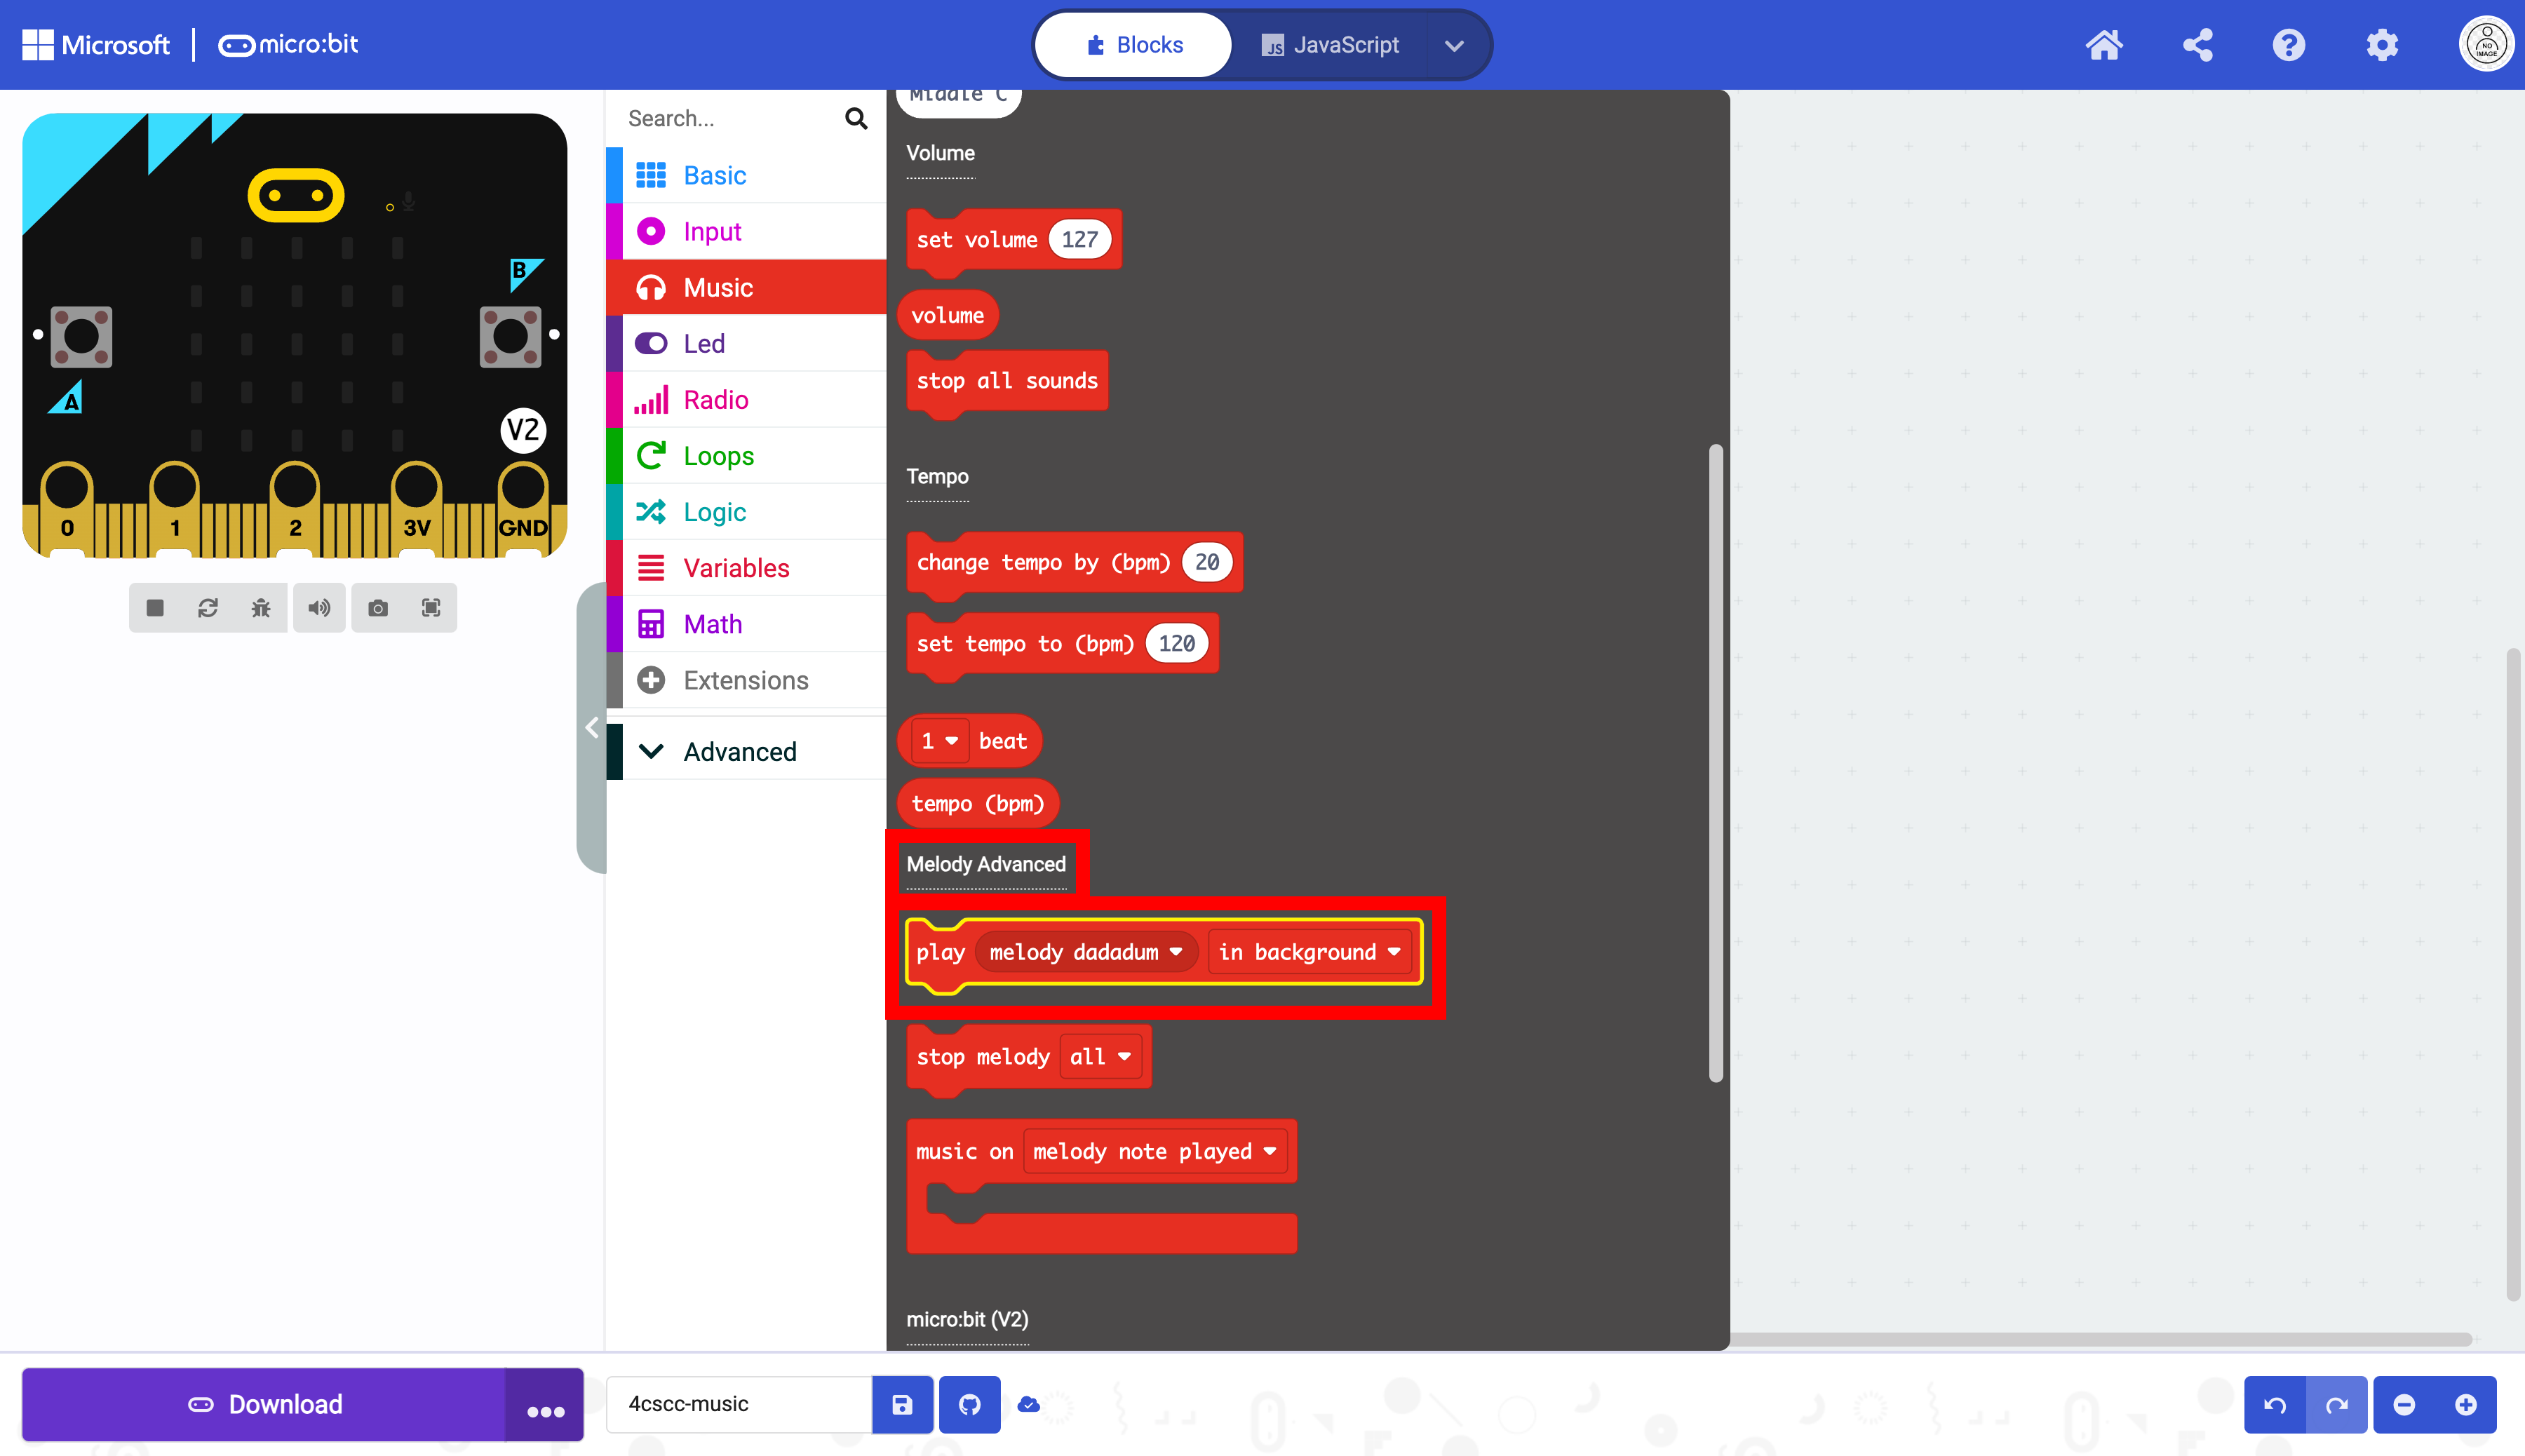 Microsoft micro:bit
Blocks
JavaScript
NO IMAGE
Search...
Basic
Input
Music
Led
Radio
Loops
Logic
Variables
Math
Extensions
Advanced
B
A
V2
0 1 2 3V GND
Middle C
Volume
set volume 127
volume
stop all sounds
Tempo
change tempo by (bpm) 20
set tempo to (bpm) 120
1 beat
tempo (bpm)
Melody Advanced
play melody dadadum in background
stop melody all
music on melody note played
micro:bit (V2)
Download
4cscc-music